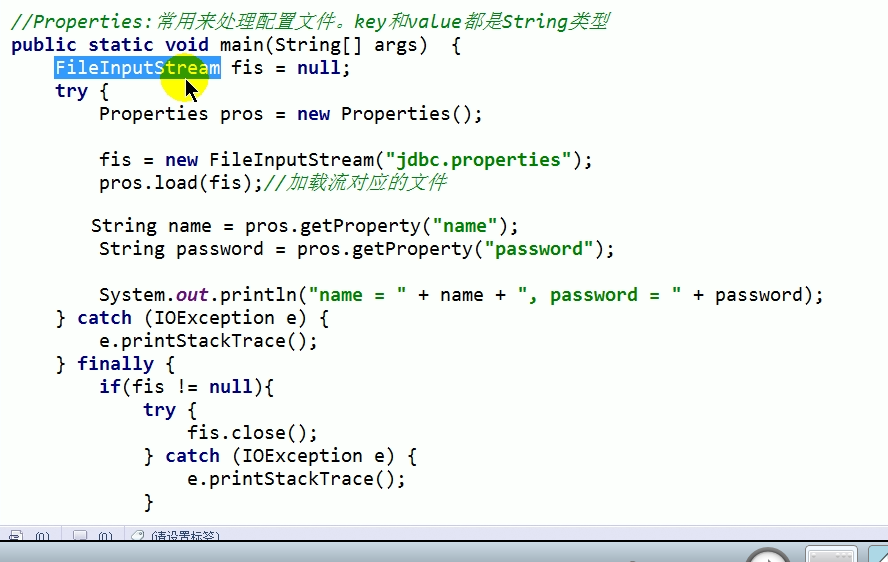 //Properties:常用来处理配置文件。key和value都是String类型
public static void main(String[] args)  {
    FileInputStream fis = null;
    try {
        Properties pros = new Properties();

        fis = new FileInputStream("jdbc.properties");
        pros.load(fis);//加载流对应的文件

        String name = pros.getProperty("name");
        String password = pros.getProperty("password");

        System.out.println("name = " + name + ", password = " + password);
    } catch (IOException e) {
        e.printStackTrace();
    } finally {
        if(fis != null){
            try {
                fis.close();
            } catch (IOException e) {
                e.printStackTrace();
            }
(0) (0) (请设置标签)